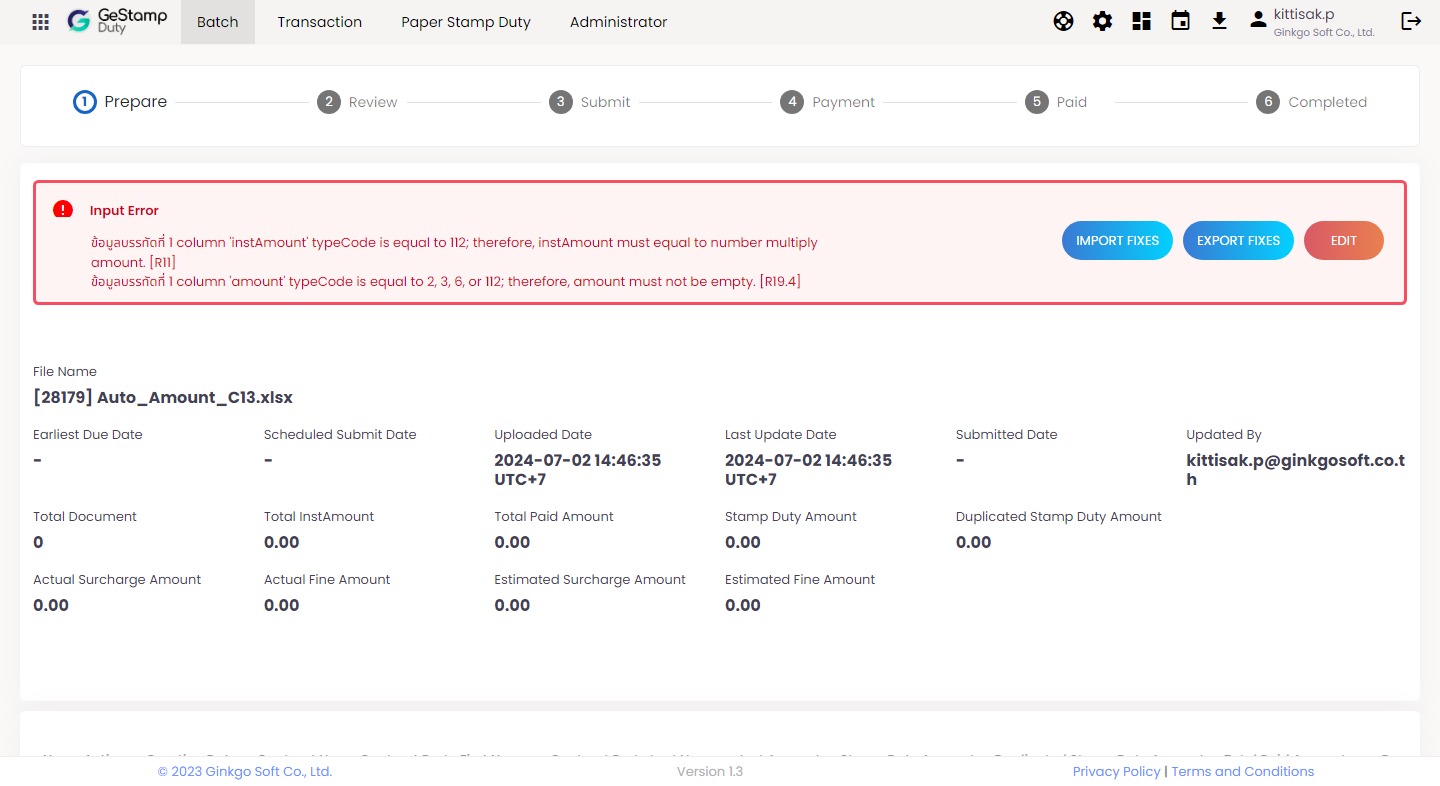 GeStamp
Duty
Batch
Transaction
Paper Stamp Duty
Administrator
kittisak.p
Ginkgo Soft Co., Ltd.
1 Prepare
2 Review
3 Submit
4 Payment
5 Paid
6 Completed
Input Error
ข้อมูลบรรทัดที่ 1 column 'instAmount' typeCode is equal to 112; therefore, instAmount must equal to number multiply
amount. [R11]
ข้อมูลบรรทัดที่ 1 column 'amount' typeCode is equal to 2, 3, 6, or 112; therefore, amount must not be empty. [R19.4]
IMPORT FIXES
EXPORT FIXES
EDIT
File Name
[28179] Auto_Amount_C13.xlsx
Earliest Due Date
-
Scheduled Submit Date
-
Uploaded Date
2024-07-02 14:46:35
UTC+7
Last Update Date
2024-07-02 14:46:35
UTC+7
Submitted Date
-
Updated By
kittisak.p@ginkgosoft.co.t
h
Total Document
0
Total InstAmount
0.00
Total Paid Amount
0.00
Stamp Duty Amount
0.00
Duplicated Stamp Duty Amount
0.00
Actual Surcharge Amount
0.00
Actual Fine Amount
0.00
Estimated Surcharge Amount
0.00
Estimated Fine Amount
0.00
© 2023 Ginkgo Soft Co., Ltd.
Version 1.3
Privacy Policy | Terms and Conditions